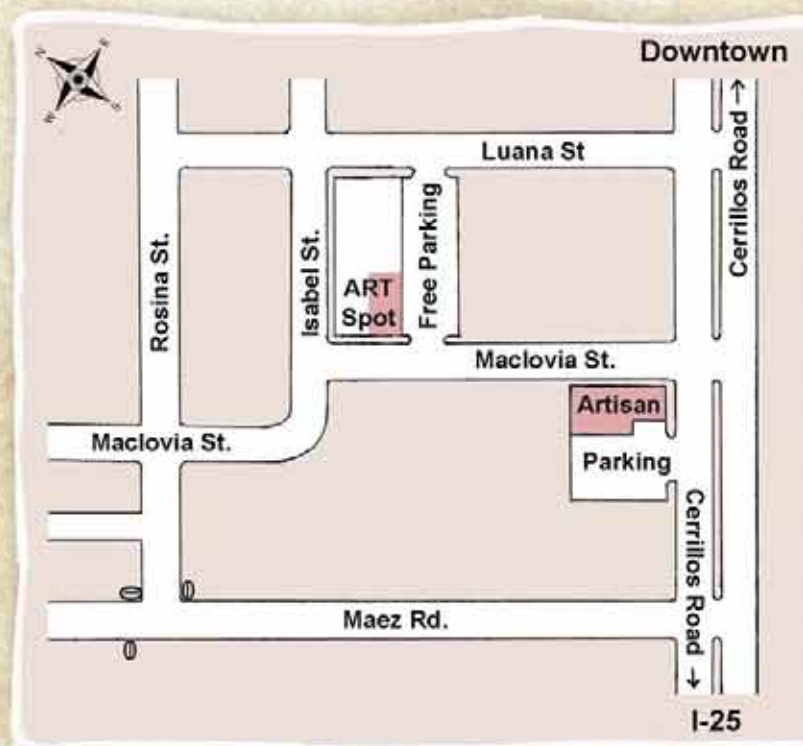 N
E
W
S
Downtown
Cerrillos Road →
Luana St
Rosina St.
Isabel St.
ART
Spot
Free Parking
Maclovia St.
Artisan
Maclovia St.
Parking
Cerrillos Road →
Maez Rd.
I-25